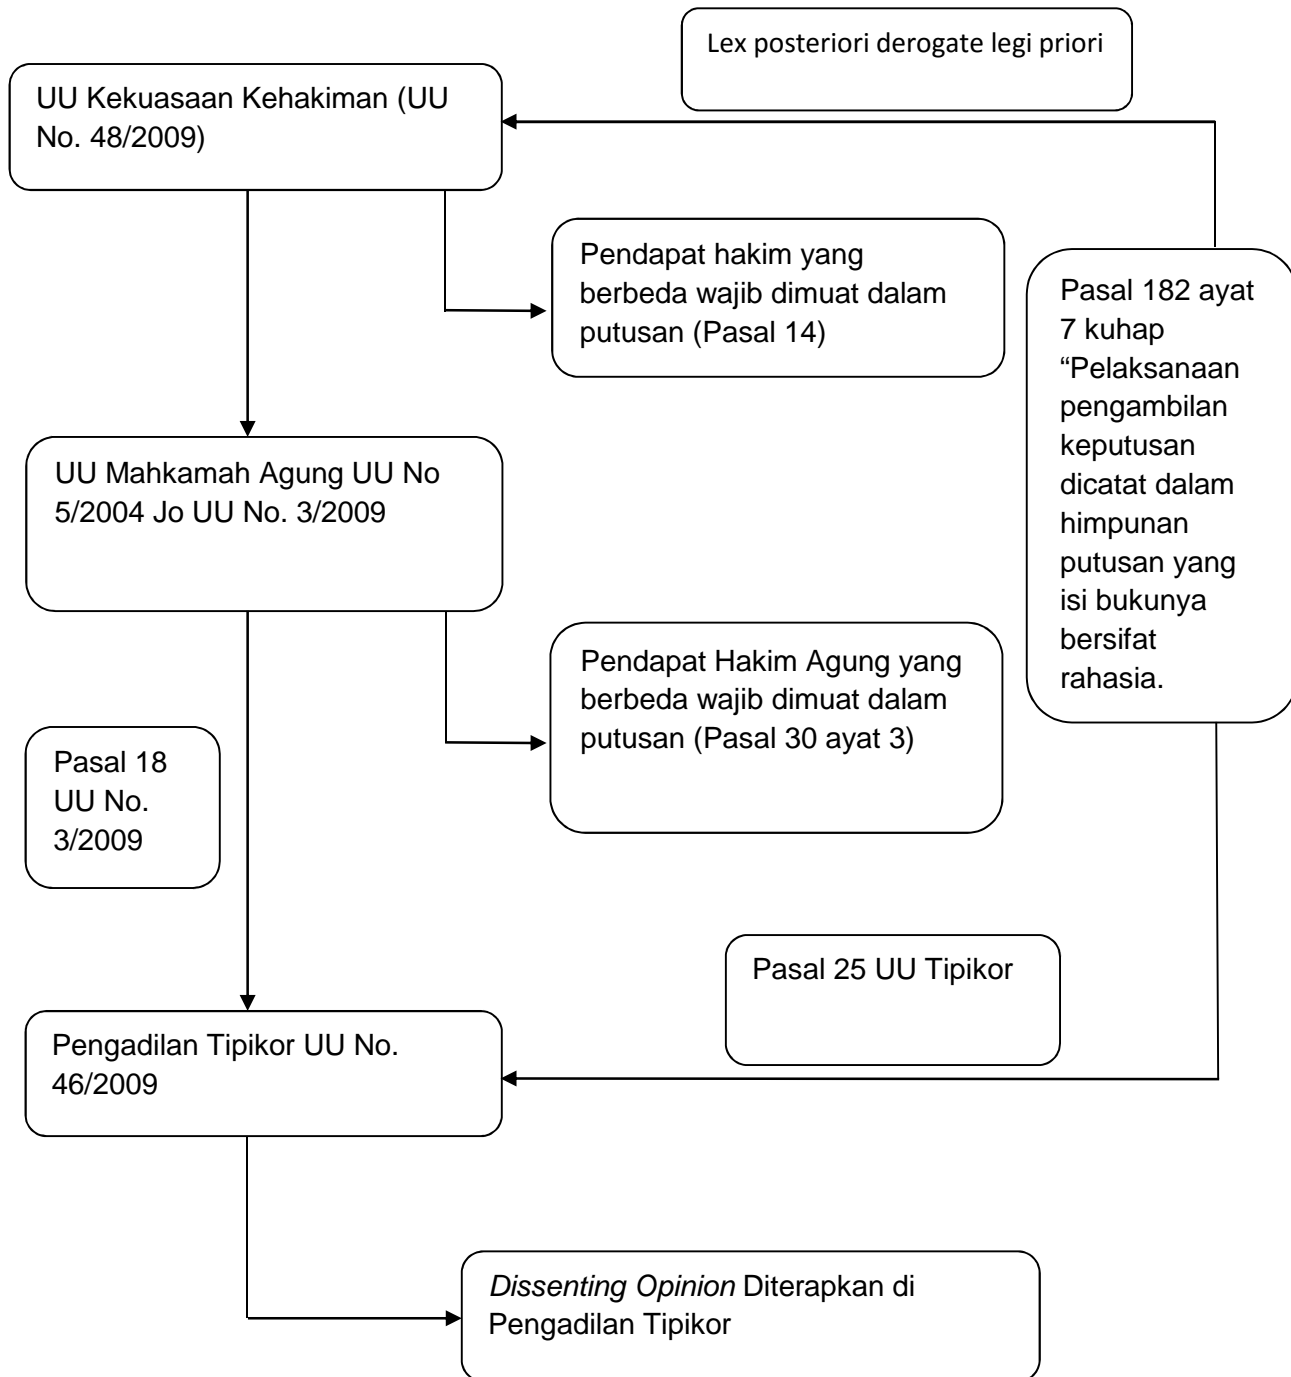 Lex posteriori derogate legi priori
UU Kekuasaan Kehakiman (UU
No. 48/2009)
Pendapat hakim yang
berbeda wajib dimuat dalam
putusan (Pasal 14)
Pasal 182 ayat
7 kuhap
“Pelaksanaan
pengambilan
keputusan
dicatat dalam
himpunan
putusan yang
isi bukunya
bersifat
rahasia.
UU Mahkamah Agung UU No
5/2004 Jo UU No. 3/2009
Pendapat Hakim Agung yang
berbeda wajib dimuat dalam
putusan (Pasal 30 ayat 3)
Pasal 18
UU No.
3/2009
Pasal 25 UU Tipikor
Pengadilan Tipikor UU No.
46/2009
Dissenting Opinion Diterapkan di
Pengadilan Tipikor